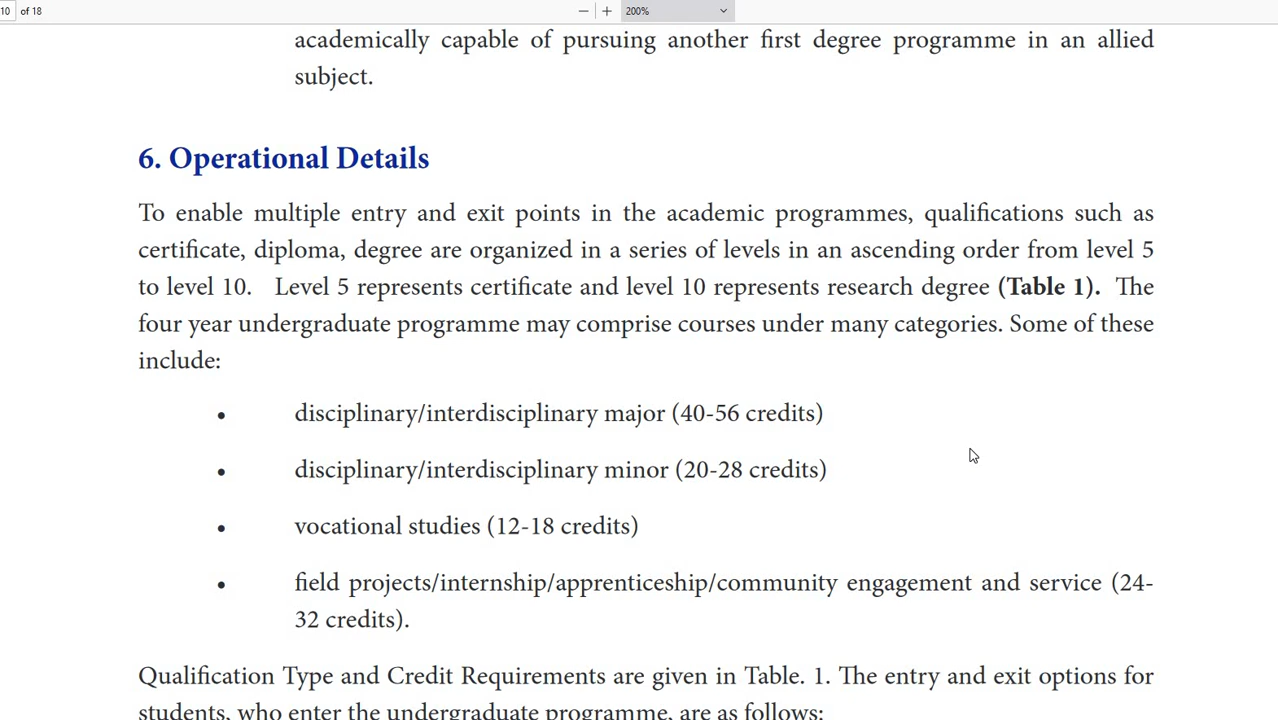 10 of 18
200%
academically capable of pursuing another first degree programme in an allied
subject.
6. Operational Details
To enable multiple entry and exit points in the academic programmes, qualifications such as
certificate, diploma, degree are organized in a series of levels in an ascending order from level 5
to level 10. Level 5 represents certificate and level 10 represents research degree (Table 1). The
four year undergraduate programme may comprise courses under many categories. Some of these
include:
• disciplinary/interdisciplinary major (40-56 credits)
• disciplinary/interdisciplinary minor (20-28 credits)
• vocational studies (12-18 credits)
• field projects/internship/apprenticeship/community engagement and service (24-
32 credits).
Qualification Type and Credit Requirements are given in Table. 1. The entry and exit options for
students, who enter the undergraduate programme, are as follows: